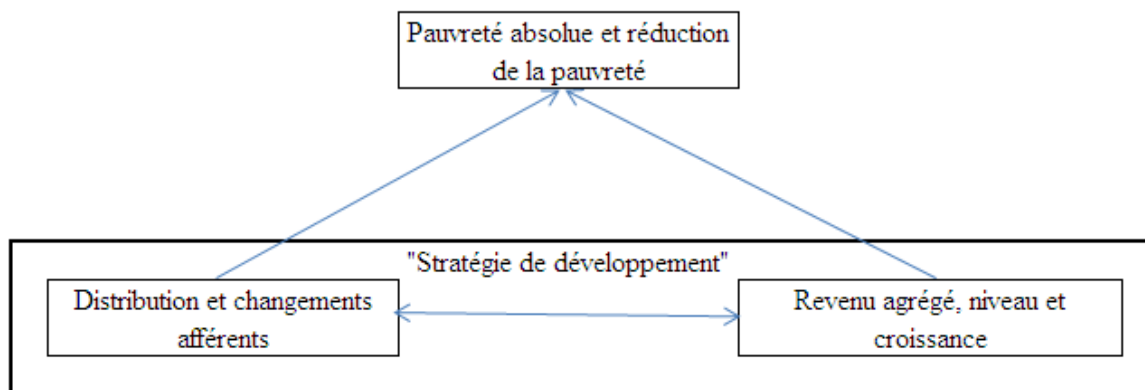 Pauvreté absolue et réduction
de la pauvreté
"Stratégie de développement"
Distribution et changements
afférents
Revenu agrégé, niveau et
croissance